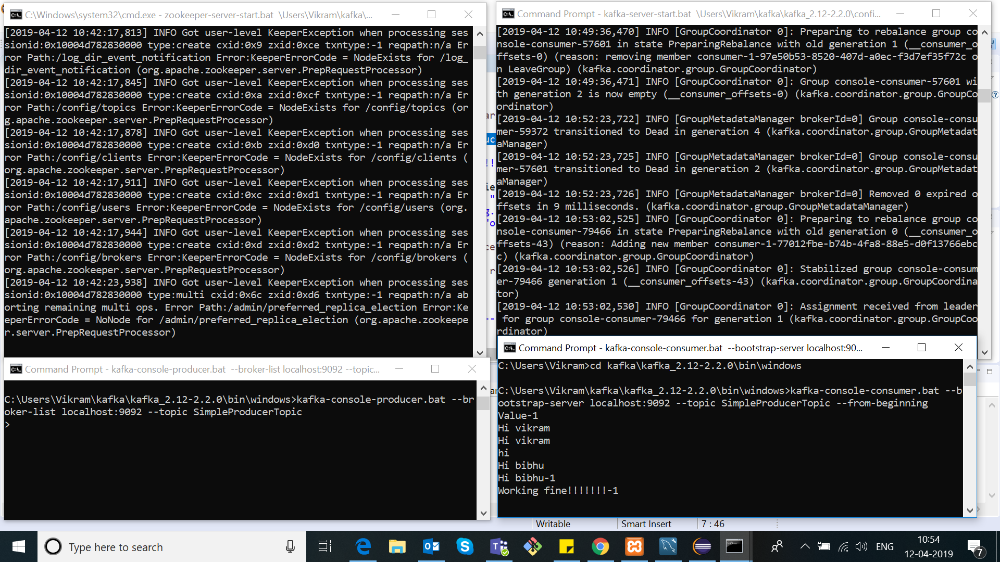 C:\Windows\system32\cmd.exe - zookeeper-server-start.bat  \Users\Vikram\kafka\...
[2019-04-12 10:42:17,813] INFO Got user-level KeeperException when processing ses
sionid:0x10004d782830000 type:create cxid:0x9 zxid:0xce txntype:-1 reqpath:n/a Er
ror Path:/log_dir_event_notification Error:KeeperErrorCode = NodeExists for /log_
dir_event_notification (org.apache.zookeeper.server.PrepRequestProcessor)
[2019-04-12 10:42:17,845] INFO Got user-level KeeperException when processing ses
sionid:0x10004d782830000 type:create cxid:0xa zxid:0xcf txntype:-1 reqpath:n/a Er
ror Path:/config/topics Error:KeeperErrorCode = NodeExists for /config/topics (or
g.apache.zookeeper.server.PrepRequestProcessor)
[2019-04-12 10:42:17,878] INFO Got user-level KeeperException when processing ses
sionid:0x10004d782830000 type:create cxid:0xb zxid:0xd0 txntype:-1 reqpath:n/a Er
ror Path:/config/clients Error:KeeperErrorCode = NodeExists for /config/clients (
org.apache.zookeeper.server.PrepRequestProcessor)
[2019-04-12 10:42:17,911] INFO Got user-level KeeperException when processing ses
sionid:0x10004d782830000 type:create cxid:0xc zxid:0xd1 txntype:-1 reqpath:n/a Er
ror Path:/config/users Error:KeeperErrorCode = NodeExists for /config/users (org.
apache.zookeeper.server.PrepRequestProcessor)
[2019-04-12 10:42:17,944] INFO Got user-level KeeperException when processing ses
sionid:0x10004d782830000 type:create cxid:0xd zxid:0xd2 txntype:-1 reqpath:n/a Er
ror Path:/config/brokers Error:KeeperErrorCode = NodeExists for /config/brokers (
org.apache.zookeeper.server.PrepRequestProcessor)
[2019-04-12 10:42:23,938] INFO Got user-level KeeperException when processing ses
sionid:0x10004d782830000 type:multi cxid:0x6c zxid:0xd6 txntype:-1 reqpath:n/a ab
orting remaining multi ops. Error Path:/admin/preferred_replica_election Error:Ke
eperErrorCode = NoNode for /admin/preferred_replica_election (org.apache.zookeepe
r.server.PrepRequestProcessor)
Command Prompt - kafka-server-start.bat  \Users\Vikram\kafka\kafka_2.12-2.2.0\confi...
[2019-04-12 10:49:36,470] INFO [GroupCoordinator 0]: Preparing to rebalance group co
nsole-consumer-57601 in state PreparingRebalance with old generation 1 (__consumer_o
ffsets-0) (reason: removing member consumer-1-97e50b53-8520-407d-a0ec-f3d7ef35f72c o
n LeaveGroup) (kafka.coordinator.group.GroupCoordinator)
[2019-04-12 10:49:36,471] INFO [GroupCoordinator 0]: Group console-consumer-57601 wi
th generation 2 is now empty (__consumer_offsets-0) (kafka.coordinator.group.GroupCo
ordinator)
[2019-04-12 10:52:23,722] INFO [GroupMetadataManager brokerId=0] Group console-consu
mer-59372 transitioned to Dead in generation 4 (kafka.coordinator.group.GroupMetadat
aManager)
[2019-04-12 10:52:23,725] INFO [GroupMetadataManager brokerId=0] Group console-consu
mer-57601 transitioned to Dead in generation 2 (kafka.coordinator.group.GroupMetadat
aManager)
[2019-04-12 10:52:23,726] INFO [GroupMetadataManager brokerId=0] Removed 0 expired o
ffsets in 9 milliseconds. (kafka.coordinator.group.GroupMetadataManager)
[2019-04-12 10:53:02,525] INFO [GroupCoordinator 0]: Preparing to rebalance group co
nsole-consumer-79466 in state PreparingRebalance with old generation 0 (__consumer_o
ffsets-43) (reason: Adding new member consumer-1-77012fbe-b74b-4fa8-88e5-d0f13766ebc
c) (kafka.coordinator.group.GroupCoordinator)
[2019-04-12 10:53:02,526] INFO [GroupCoordinator 0]: Stabilized group console-consum
er-79466 generation 1 (__consumer_offsets-43) (kafka.coordinator.group.GroupCoordina
tor)
[2019-04-12 10:53:02,530] INFO [GroupCoordinator 0]: Assignment received from leader
 for group console-consumer-79466 for generation 1 (kafka.coordinator.group.GroupCoo
rdinator)
Command Prompt - kafka-console-producer.bat  --broker-list localhost:9092 --topic...
C:\Users\Vikram\kafka\kafka_2.12-2.2.0\bin\windows>kafka-console-producer.bat --br
oker-list localhost:9092 --topic SimpleProducerTopic
>
Command Prompt - kafka-console-consumer.bat  --bootstrap-server localhost:90...
C:\Users\Vikram>cd kafka\kafka_2.12-2.2.0\bin\windows
C:\Users\Vikram\kafka\kafka_2.12-2.2.0\bin\windows>kafka-console-consumer.bat --b
ootstrap-server localhost:9092 --topic SimpleProducerTopic --from-beginning
Value-1
Hi vikram
Hi vikram
hi
Hi bibhu
Hi bibhu-1
Working fine!!!!!!!-1
Writable
Smart Insert
7 : 46
Type here to search
ENG
10:54
12-04-2019
7